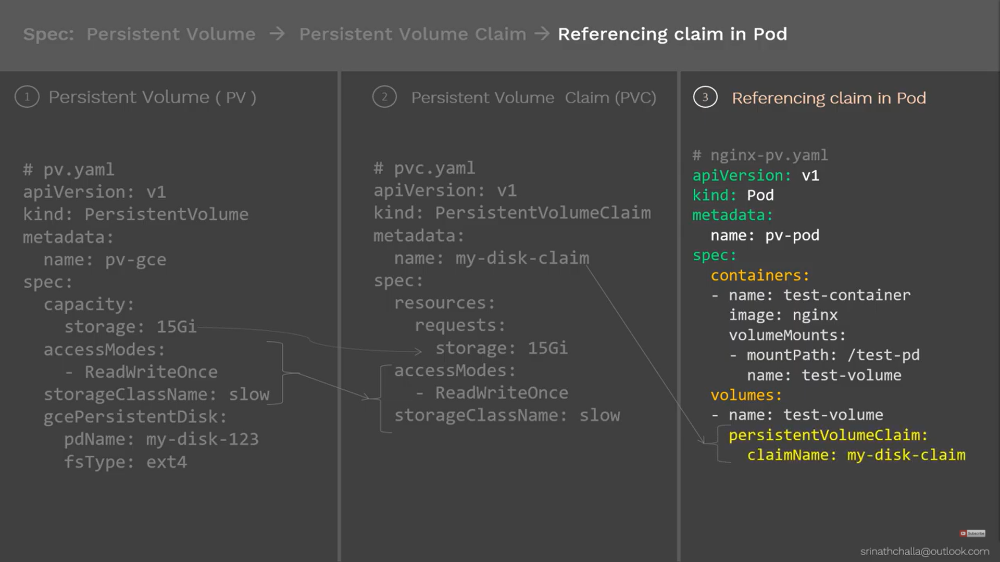 Spec: Persistent Volume → Persistent Volume Claim → Referencing claim in Pod
1 Persistent Volume ( PV )
# pv.yaml
apiVersion: v1
kind: PersistentVolume
metadata:
  name: pv-gce
spec:
  capacity:
    storage: 15Gi
  accessModes:
    - ReadWriteOnce
  storageClassName: slow
  gcePersistentDisk:
    pdName: my-disk-123
    fsType: ext4
2 Persistent Volume Claim (PVC)
# pvc.yaml
apiVersion: v1
kind: PersistentVolumeClaim
metadata:
  name: my-disk-claim
spec:
  resources:
    requests:
      storage: 15Gi
  accessModes:
    - ReadWriteOnce
  storageClassName: slow
3 Referencing claim in Pod
# nginx-pv.yaml
apiVersion: v1
kind: Pod
metadata:
  name: pv-pod
spec:
  containers:
  - name: test-container
    image: nginx
    volumeMounts:
    - mountPath: /test-pd
      name: test-volume
  volumes:
  - name: test-volume
    persistentVolumeClaim:
      claimName: my-disk-claim
Subscribe
srinathchalla@outlook.com